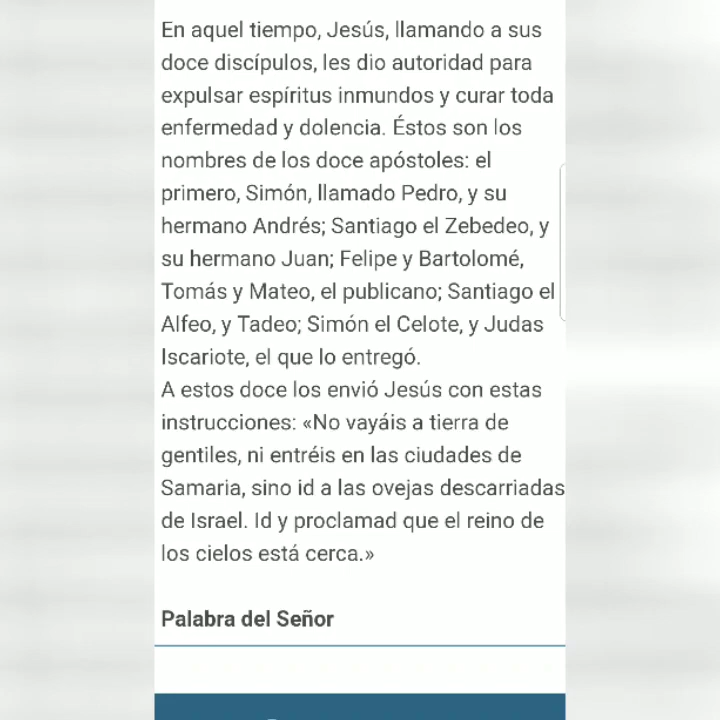 En aquel tiempo, Jesús, llamando a sus
doce discípulos, les dio autoridad para
expulsar espíritus inmundos y curar toda
enfermedad y dolencia. Éstos son los
nombres de los doce apóstoles: el
primero, Simón, llamado Pedro, y su
hermano Andrés; Santiago el Zebedeo, y
su hermano Juan; Felipe y Bartolomé,
Tomás y Mateo, el publicano; Santiago el
Alfeo, y Tadeo; Simón el Celote, y Judas
Iscariote, el que lo entregó.
A estos doce los envió Jesús con estas
instrucciones: «No vayáis a tierra de
gentiles, ni entréis en las ciudades de
Samaria, sino id a las ovejas descarriadas
de Israel. Id y proclamad que el reino de
los cielos está cerca.»
Palabra del Señor